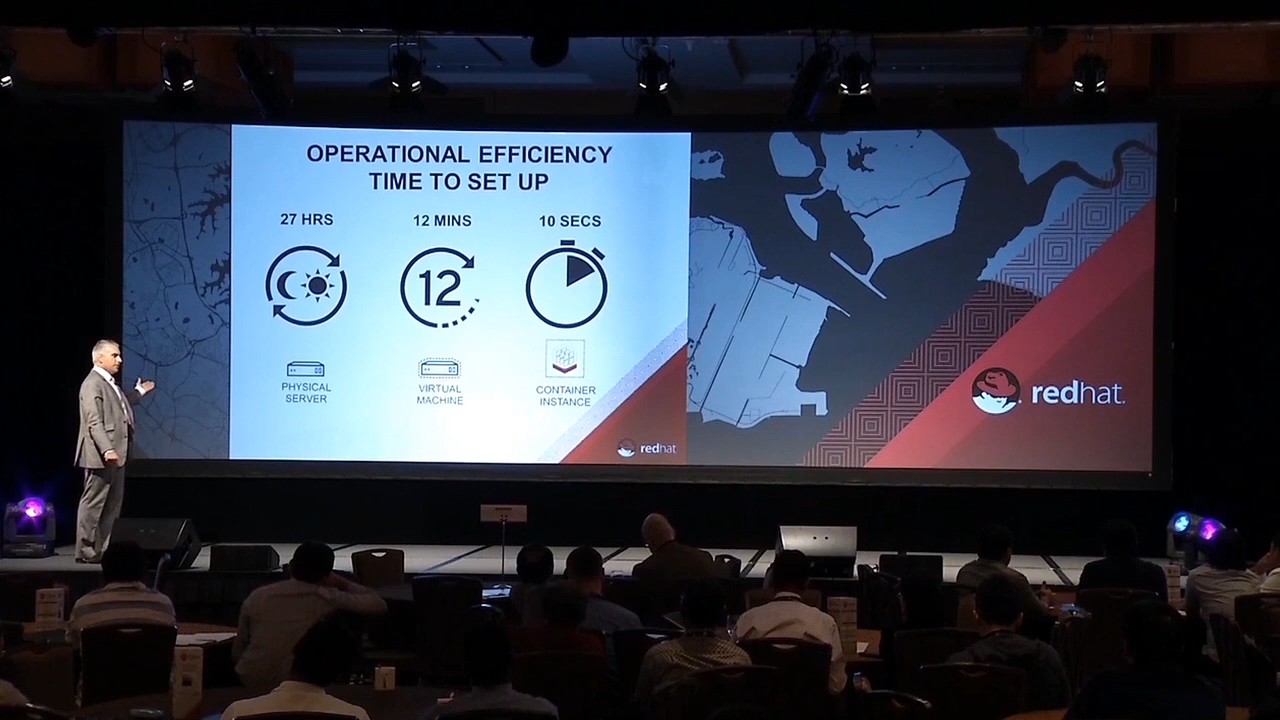 OPERATIONAL EFFICIENCY
TIME TO SET UP
27 HRS
12 MINS
10 SECS
12
PHYSICAL
SERVER
VIRTUAL
MACHINE
CONTAINER
INSTANCE
redhat
redhat.